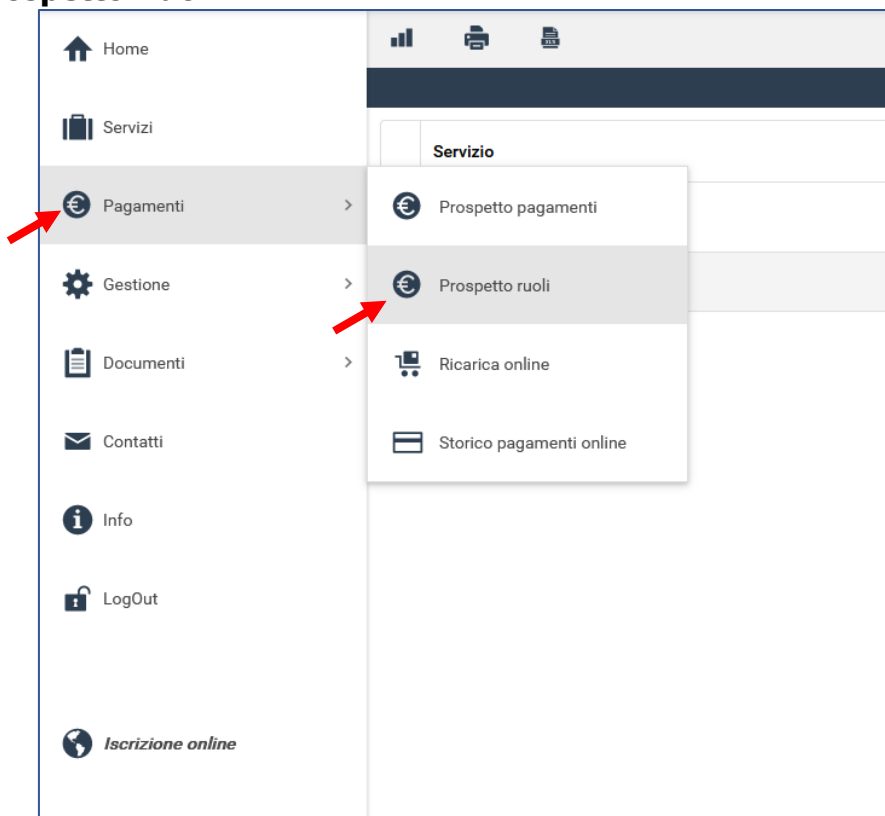 Home
Servizi
Servizio
Pagamenti
Prospetto pagamenti
Gestione
Prospetto ruoli
Documenti
Ricarica online
Contatti
Storico pagamenti online
Info
LogOut
Iscrizione online